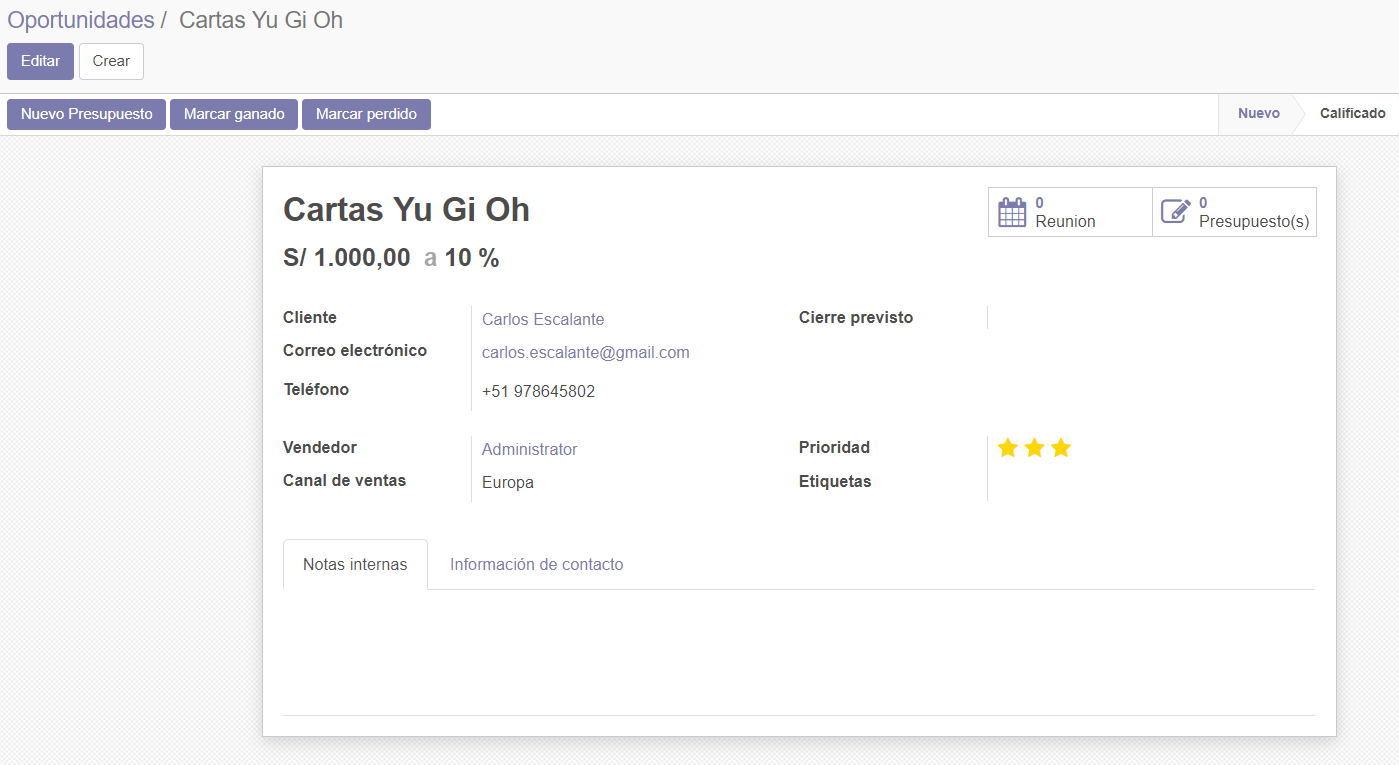 Oportunidades / Cartas Yu Gi Oh
Editar Crear
Nuevo Presupuesto Marcar ganado Marcar perdido Nuevo Calificado
Cartas Yu Gi Oh
S/ 1.000,00 a 10 %
0
Reunion
0
Presupuesto(s)
Cliente Carlos Escalante
Correo electrónico carlos.escalante@gmail.com
Teléfono +51 978645802
Cierre previsto
Vendedor Administrator
Canal de ventas Europa
Prioridad
Etiquetas
Notas internas Información de contacto